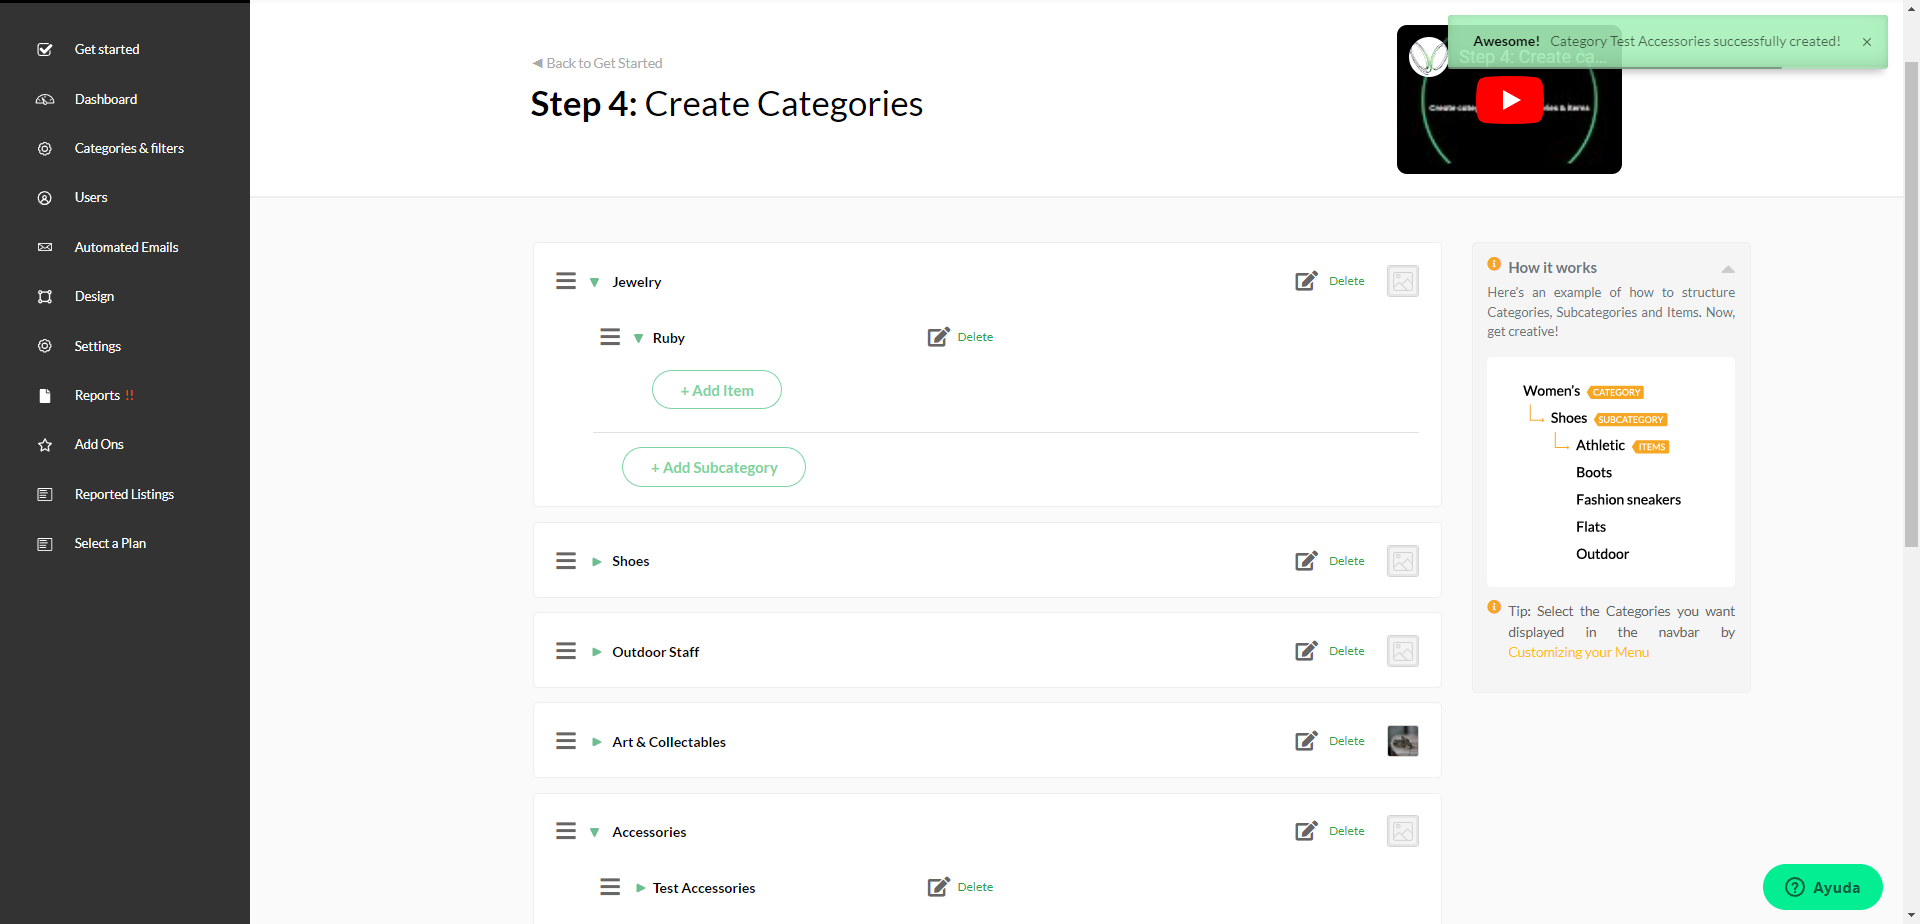 Get started
Dashboard
Categories & filters
Users
Automated Emails
Design
Settings
Reports !!
Add Ons
Reported Listings
Select a Plan
◀ Back to Get Started
Step 4: Create Categories
Awesome! Category Test Accessories successfully created! ×
Step 4: Create ca...
Jewelry
Delete
Ruby
Delete
+ Add Item
+ Add Subcategory
Shoes
Delete
Outdoor Staff
Delete
Art & Collectables
Delete
Accessories
Delete
Test Accessories
Delete
How it works
Here's an example of how to structure
Categories, Subcategories and Items. Now,
get creative!
Women's CATEGORY
Shoes SUBCATEGORY
Athletic ITEMS
Boots
Fashion sneakers
Flats
Outdoor
Tip: Select the Categories you want
displayed in the navbar by
Customizing your Menu
Ayuda